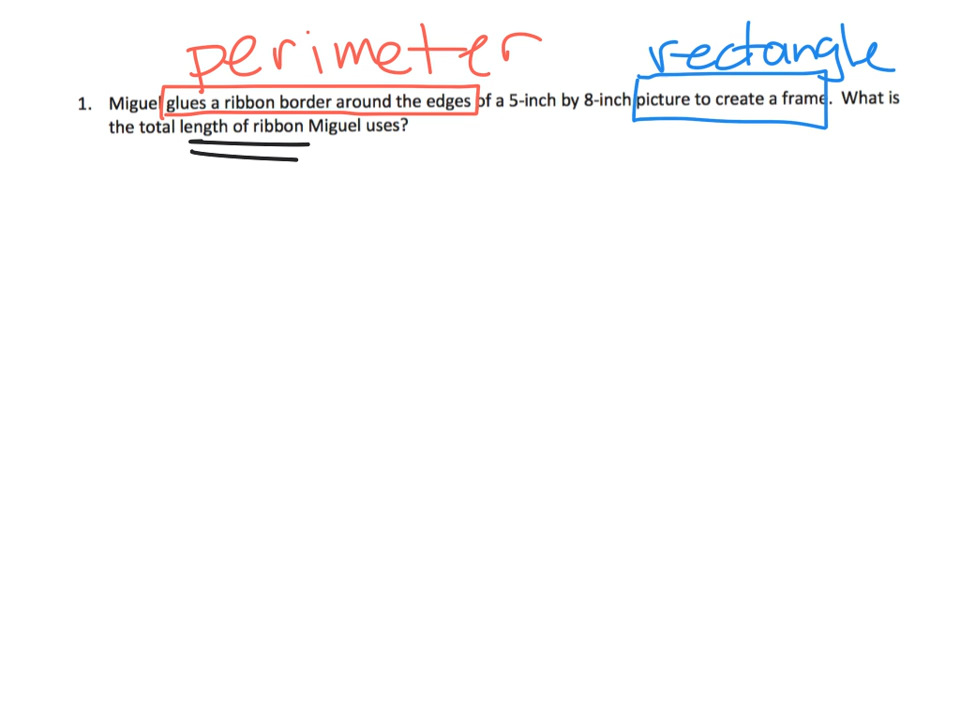 perimeter rectangle
1. Miguel glues a ribbon border around the edges of a 5-inch by 8-inch picture to create a frame. What is
the total length of ribbon Miguel uses?